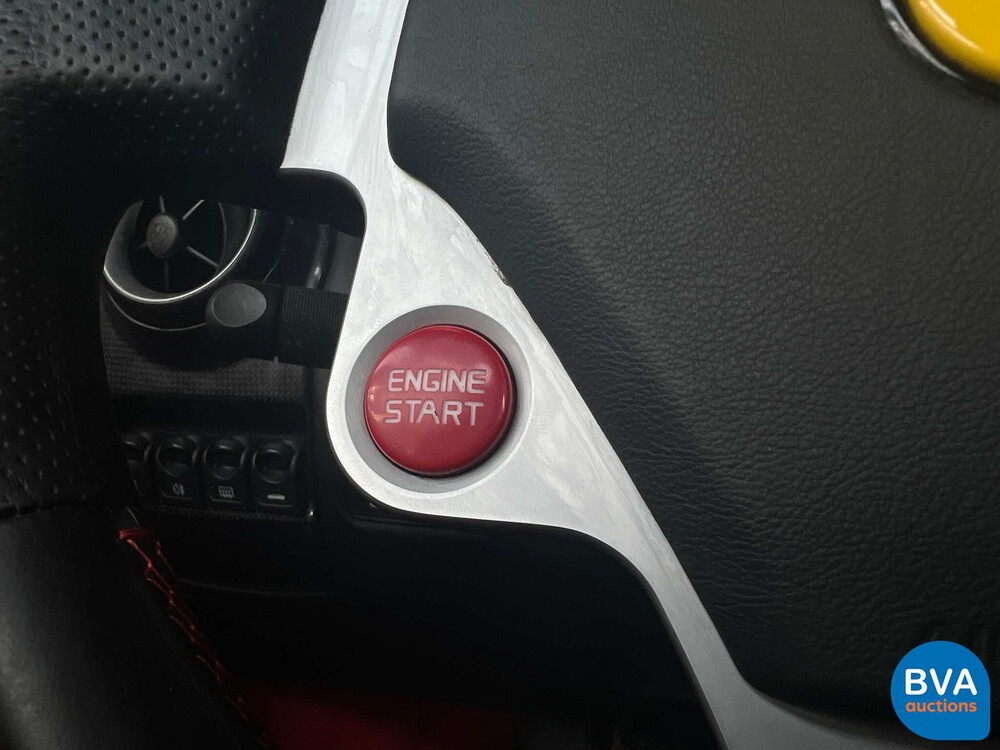 ENGINE
START
BVA
auctions